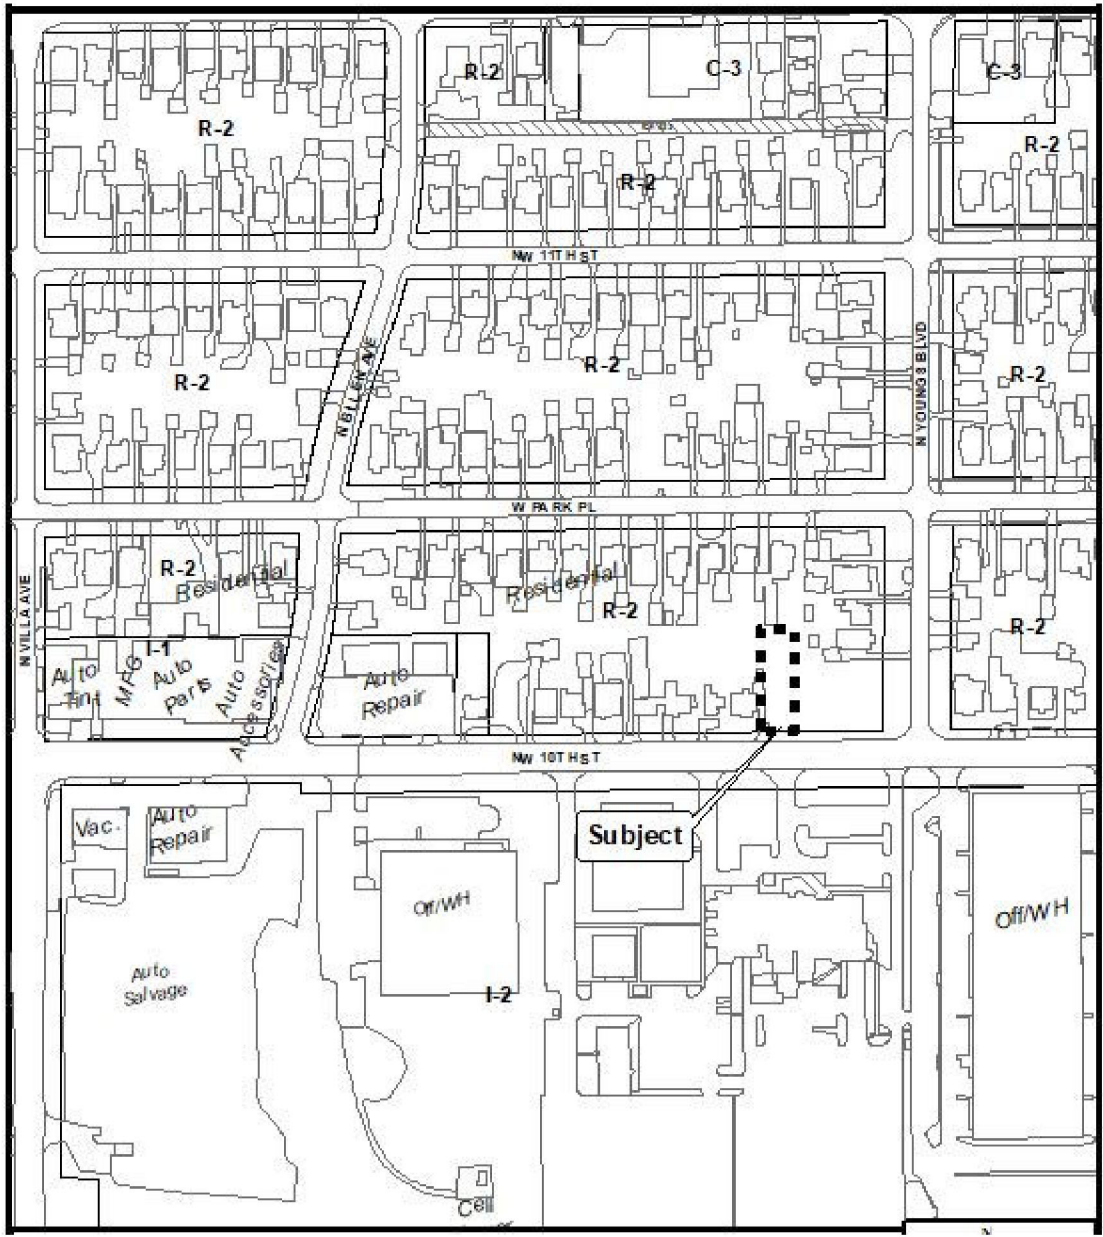 R-2
C-3
C-3
R-2
R-2
R-2
NW 11TH ST
N YOUNGS BLVD
N BILLEN AVE
R-2
R-2
R-2
W PARK PL
N VILLA AVE
R-2
Residential
Residential
R-2
R-2
I-1
Auto
Tint
MFG
Auto
Parts
Auto
Accessories
Auto
Repair
NW 10TH ST
Subject
Vac.
Auto
Repair
Off/WH
Off/WH
Auto
Salvage
I-2
Cell
N